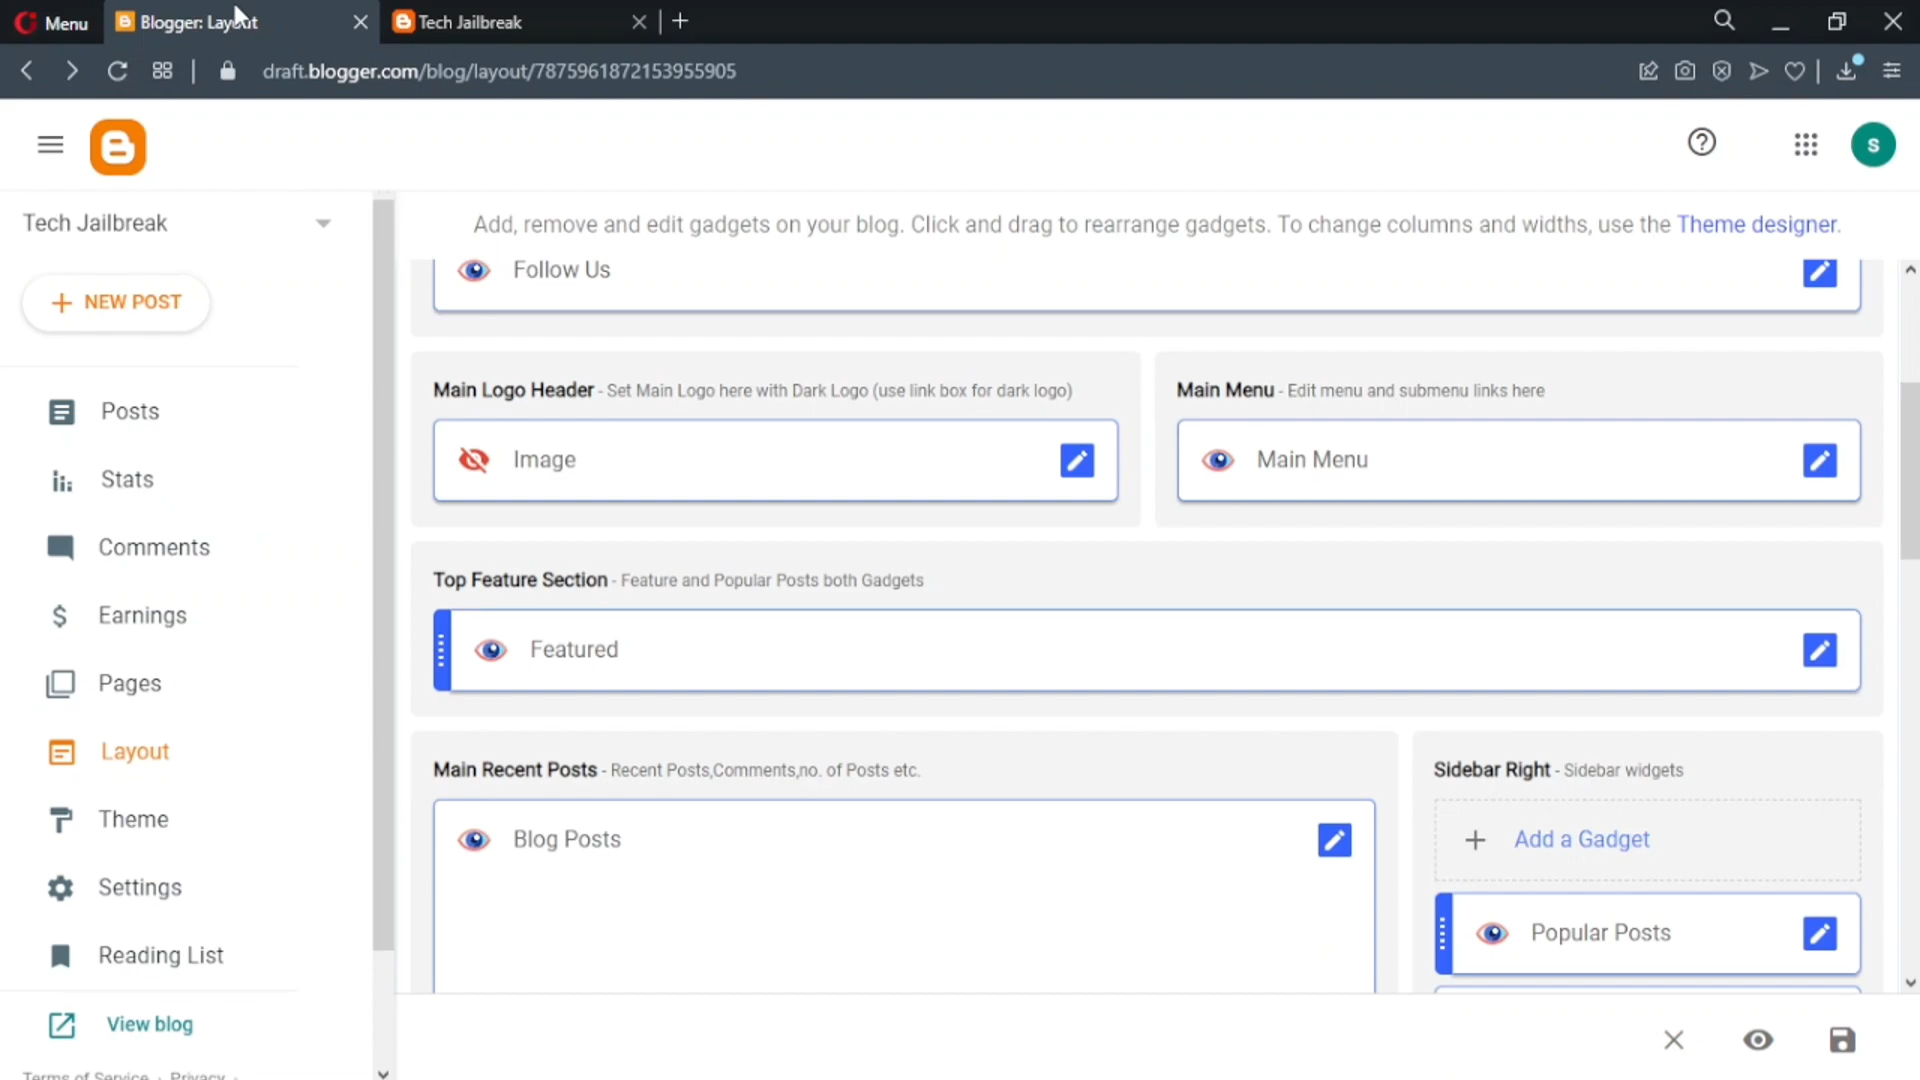 Menu
Blogger: Layout
Tech Jailbreak
draft.blogger.com/blog/layout/7875961872153955905
S
Tech Jailbreak
NEW POST
Posts
Stats
Comments
Earnings
Pages
Layout
Theme
Settings
Reading List
View blog
Terms of Service · Privacy ·
Add, remove and edit gadgets on your blog. Click and drag to rearrange gadgets. To change columns and widths, use the Theme designer.
Follow Us
Main Logo Header - Set Main Logo here with Dark Logo (use link box for dark logo)
Image
Main Menu - Edit menu and submenu links here
Main Menu
Top Feature Section - Feature and Popular Posts both Gadgets
Featured
Main Recent Posts - Recent Posts,Comments,no. of Posts etc.
Blog Posts
Sidebar Right - Sidebar widgets
Add a Gadget
Popular Posts